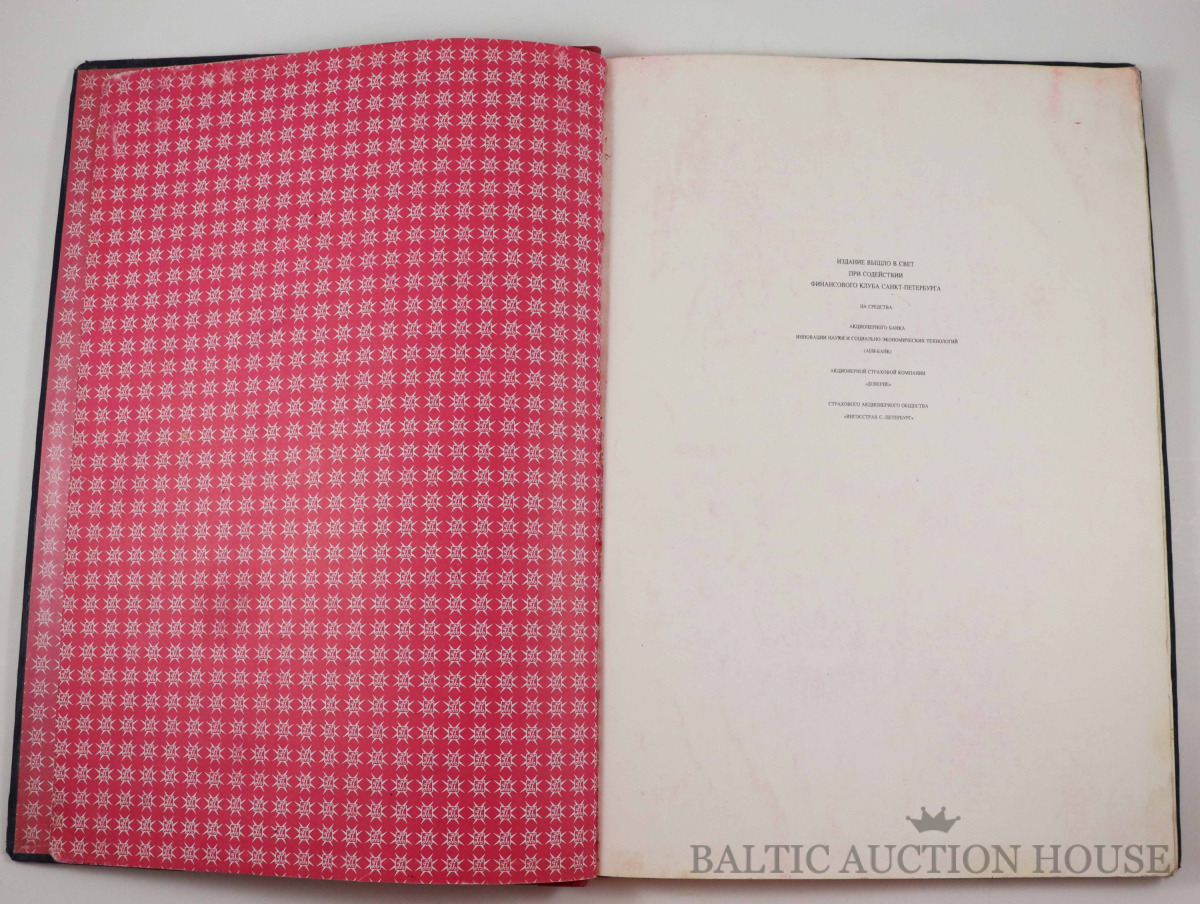 ИЗДАНИЕ ВЫШЛО В СВЕТ
ПРИ СОДЕЙСТВИИ
ФИНАНСОВОГО КЛУБА САНКТ-ПЕТЕРБУРГА
НА СРЕДСТВА:
АКЦИОНЕРНОГО БАНКА
ИННОВАЦИИ НАУКИ И СОЦИАЛЬНО-ЭКОНОМИЧЕСКИХ ТЕХНОЛОГИЙ
АКЦИОНЕРНОЙ СТРАХОВОЙ КОМПАНИИ
«ДОВЕРИЕ»
СТРАХОВОГО АКЦИОНЕРНОГО ОБЩЕСТВА
«ИНГОССТРАХ С.-ПЕТЕРБУРГ»
BALTIC AUCTION HOUSE